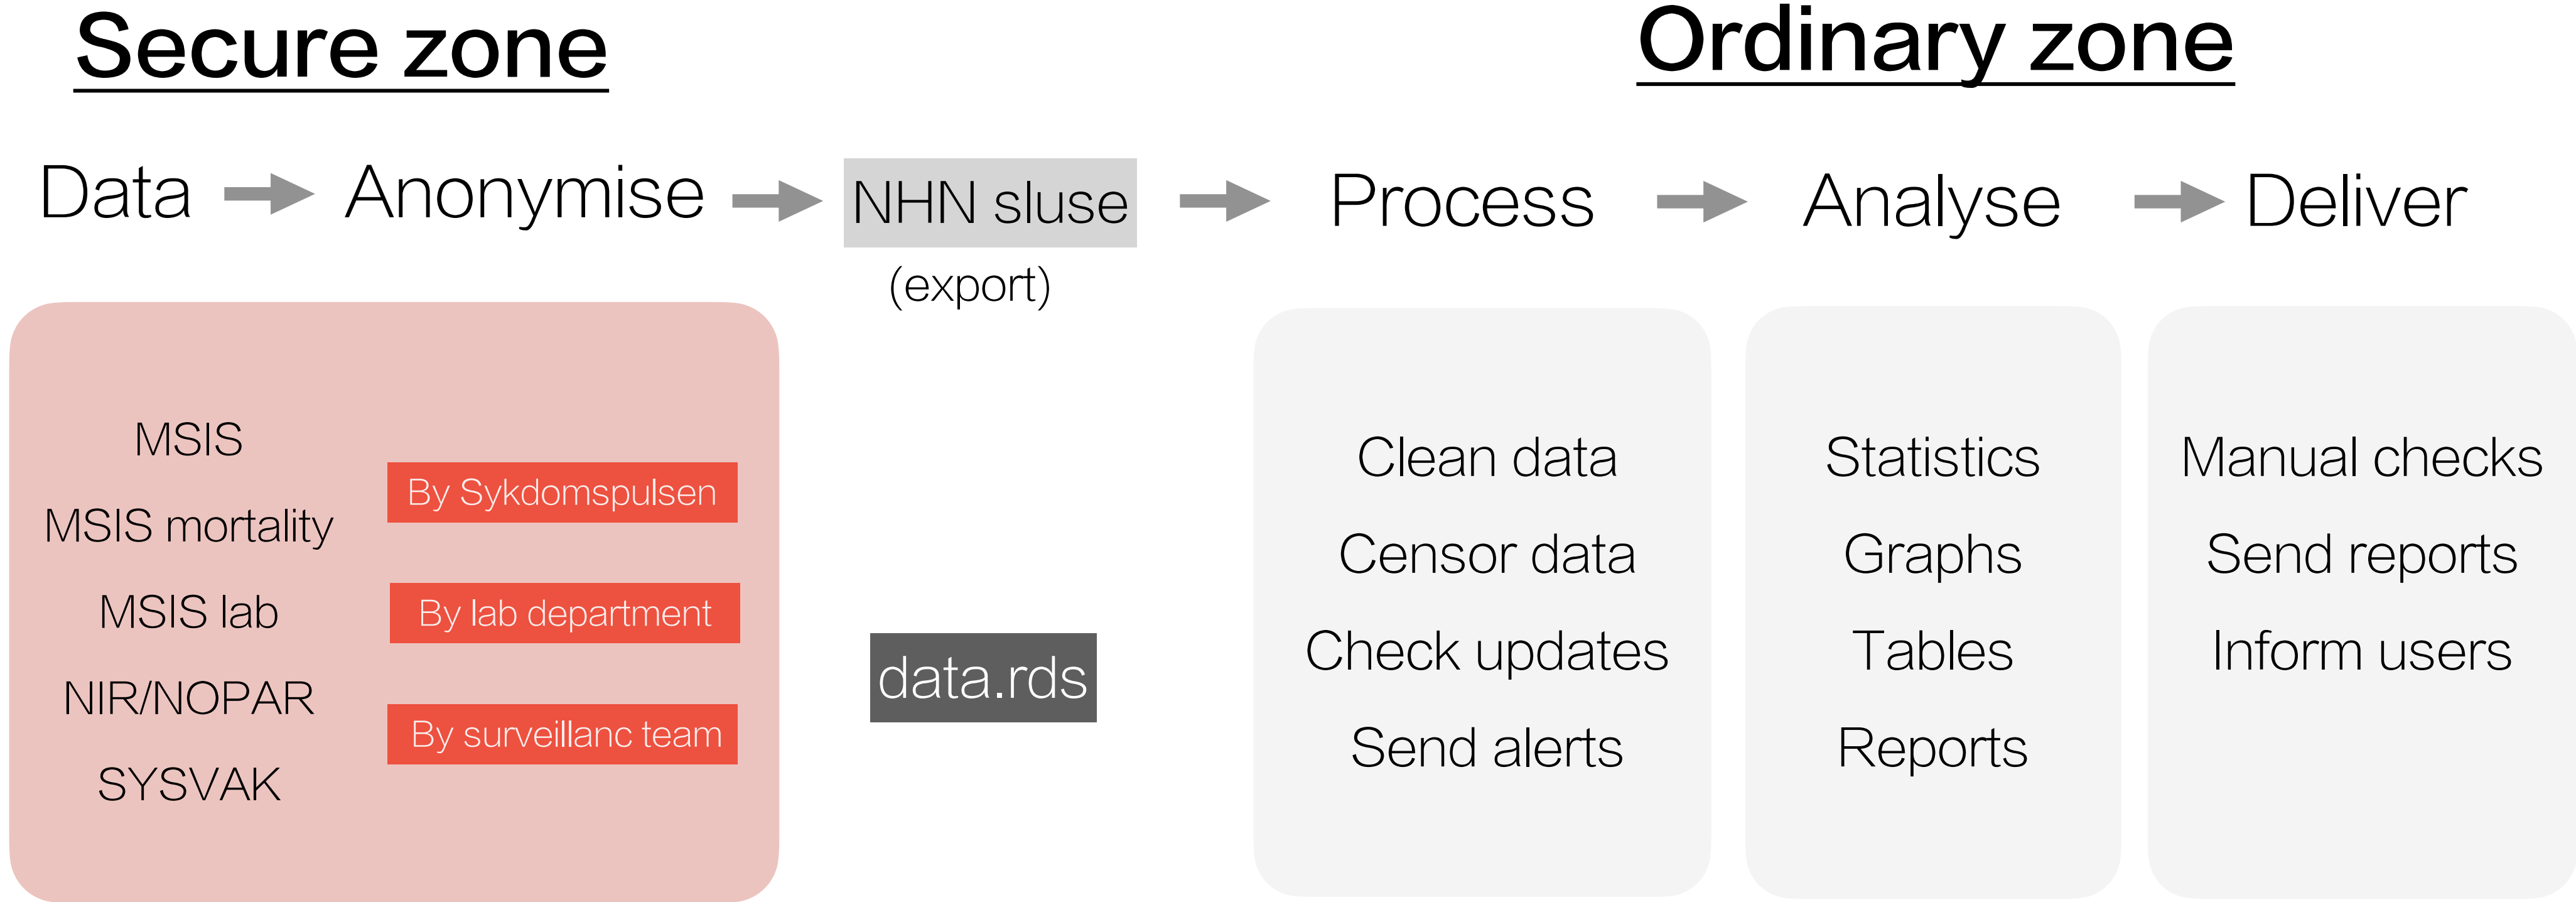 Secure zone
Ordinary zone
Data
Anonymise
NHN sluse
(export)
Process
Analyse
Deliver
MSIS
MSIS mortality
MSIS lab
NIR/NOPAR
SYSVAK
By Sykdomspulsen
By lab department
By surveillanc team
data.rds
Clean data
Censor data
Check updates
Send alerts
Statistics
Graphs
Tables
Reports
Manual checks
Send reports
Inform users